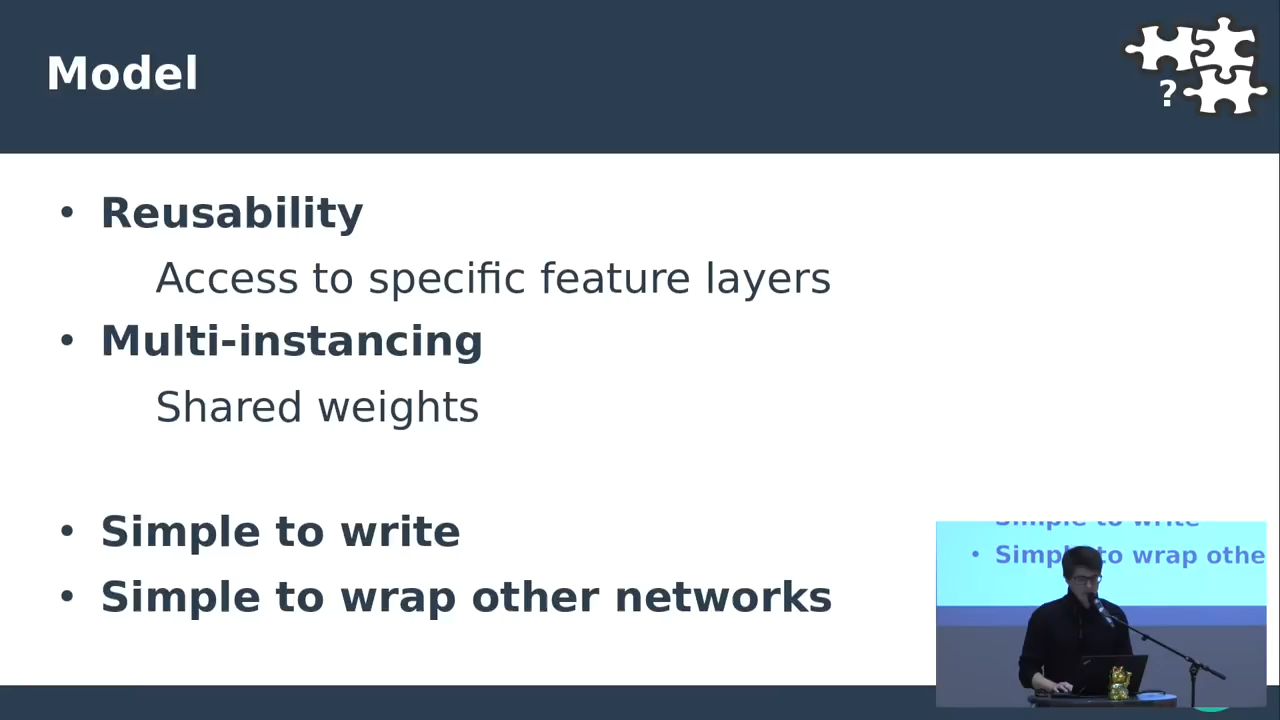 Model
?
• Reusability
Access to specific feature layers
• Multi-instancing
Shared weights
• Simple to write
• Simple to wrap other networks
Simple to write
• Simple to wrap othe